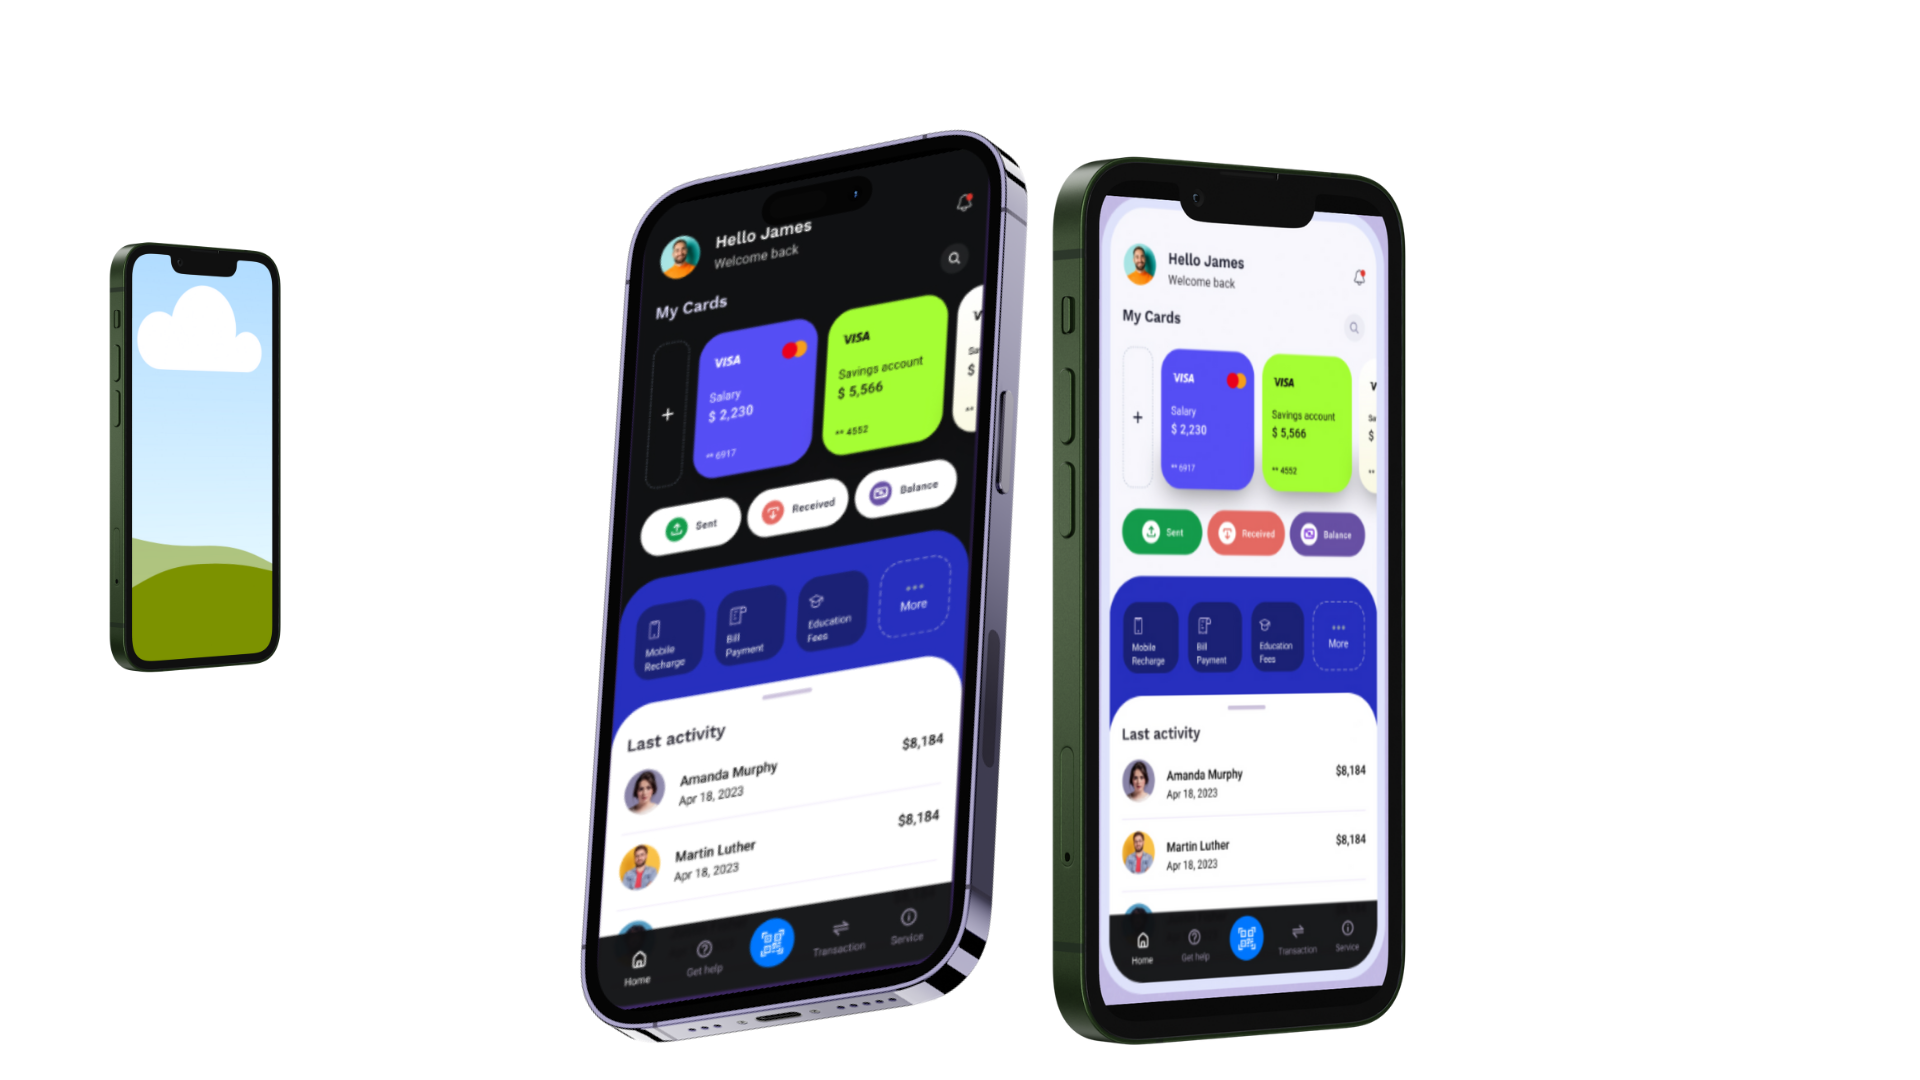 Hello James
Welcome back
My Cards
+
VISA
Salary
$ 2,230
** 6917
VISA
Savings account
$ 5,566
** 4552
V
Sa
$
**
Sent
Received
Balance
Mobile
Recharge
Bill
Payment
Education
Fees
More
Last activity
Amanda Murphy
Apr 18, 2023
$8,184
Martin Luther
Apr 18, 2023
$8,184
Home
Get help
Transaction
Service
Hello James
Welcome back
My Cards
+
VISA
Salary
$ 2,230
** 6917
VISA
Savings account
$ 5,566
** 4552
V
Sa
$
**
Sent
Received
Balance
Mobile
Recharge
Bill
Payment
Education
Fees
More
Last activity
Amanda Murphy
Apr 18, 2023
$8,184
Martin Luther
Apr 18, 2023
$8,184
Home
Get help
Transaction
Service